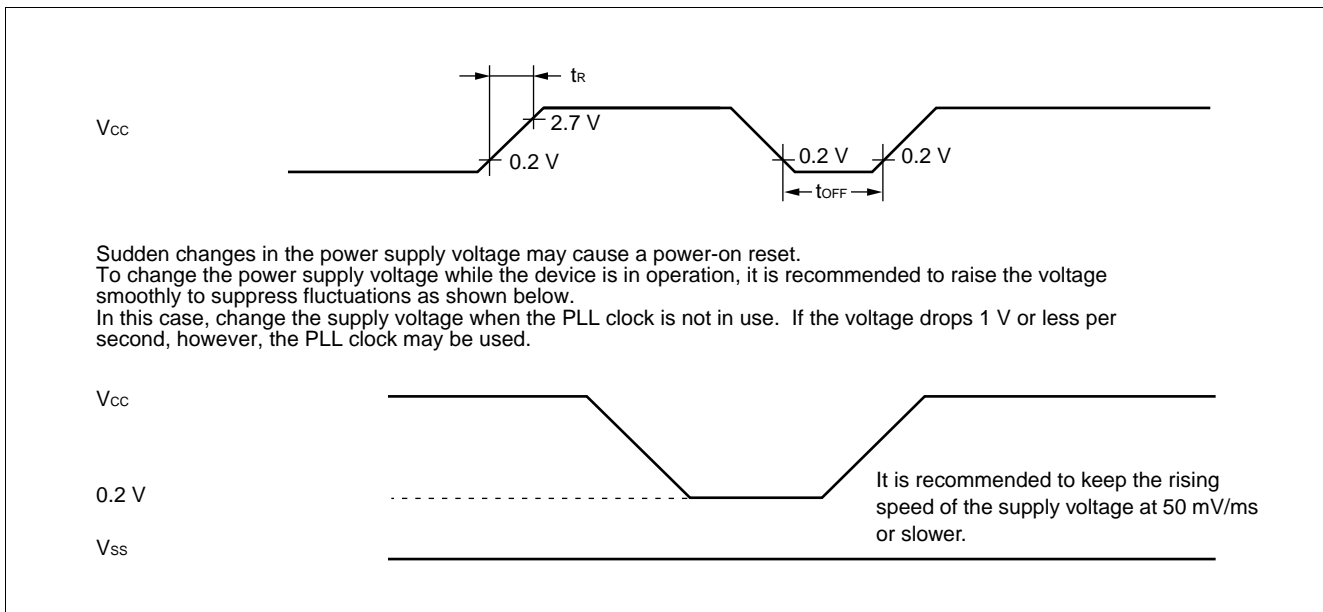 tR
2.7 V
VCC
0.2 V
0.2 V
0.2 V
tOFF
Sudden changes in the power supply voltage may cause a power-on reset.
To change the power supply voltage while the device is in operation, it is recommended to raise the voltage
smoothly to suppress fluctuations as shown below.
In this case, change the supply voltage when the PLL clock is not in use. If the voltage drops 1 V or less per
second, however, the PLL clock may be used.
VCC
0.2 V
It is recommended to keep the rising
speed of the supply voltage at 50 mV/ms
or slower.
VSS